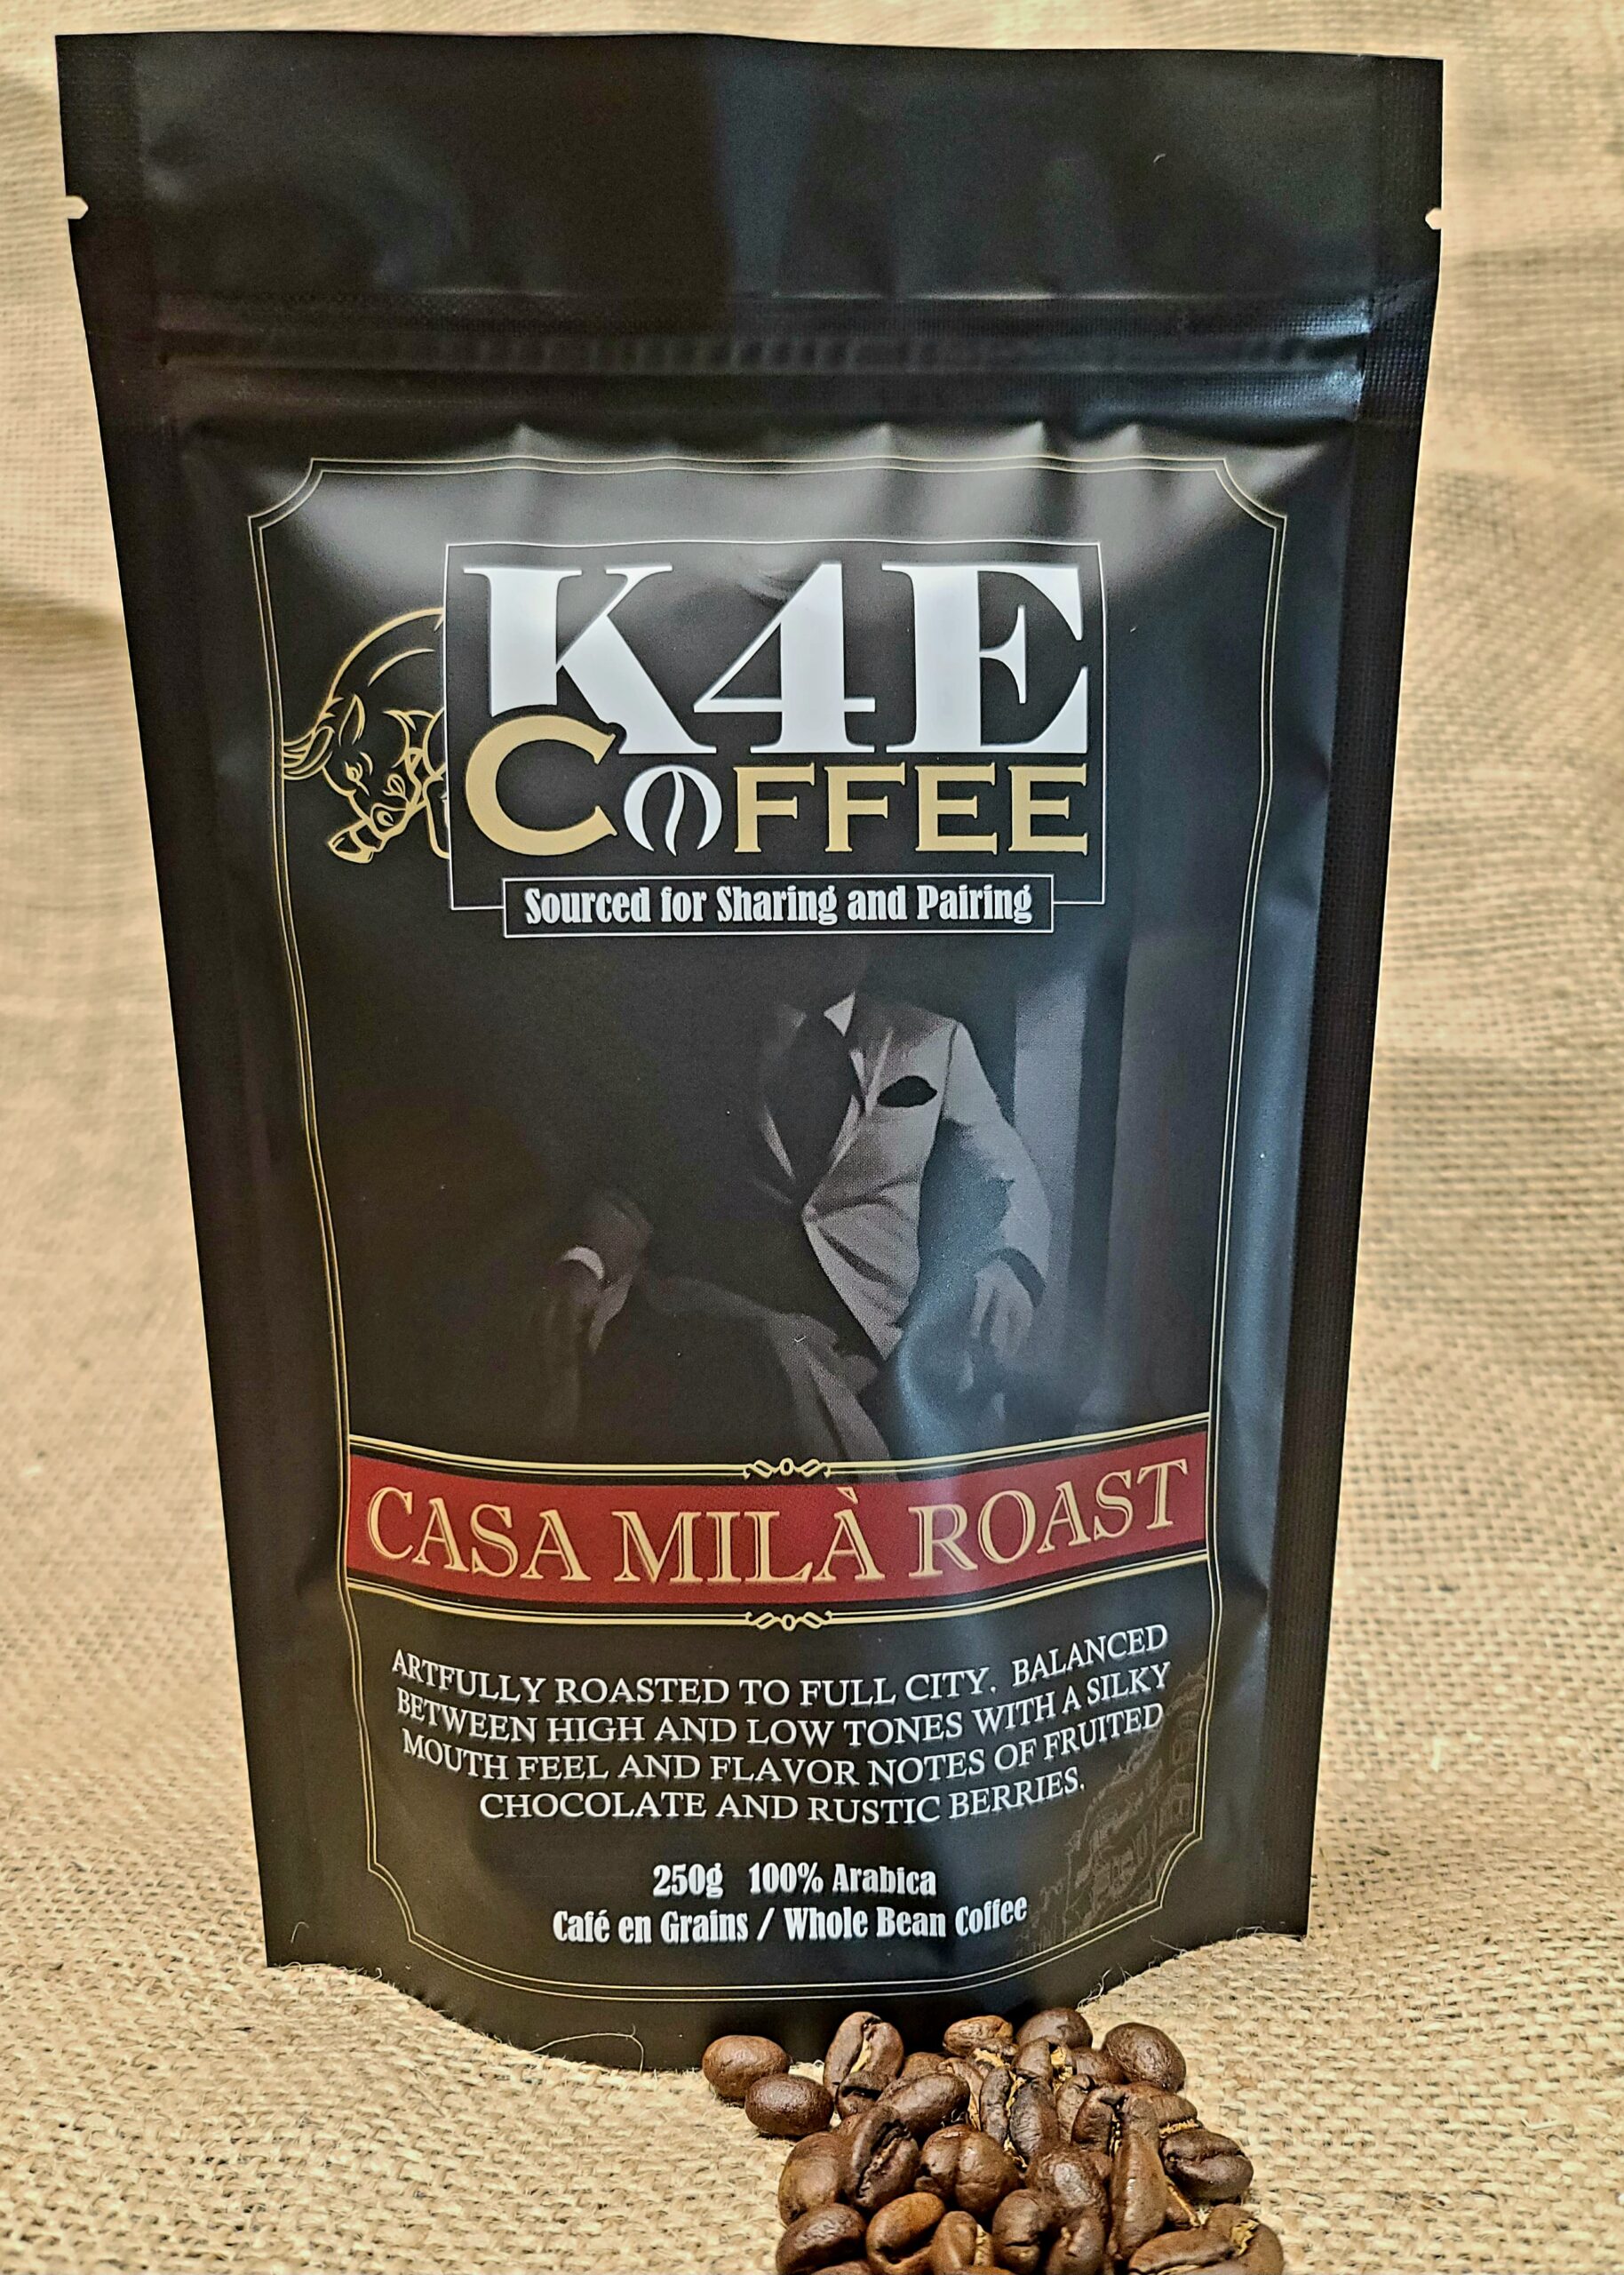 K4E
COFFEE
Sourced for Sharing and Pairing
CASA MILÀ ROAST
ARTFULLY ROASTED TO FULL CITY. BALANCED
BETWEEN HIGH AND LOW TONES WITH A SILKY
MOUTH FEEL AND FLAVOR NOTES OF FRUITED
CHOCOLATE AND RUSTIC BERRIES.
250g 100% Arabica
Café en Grains / Whole Bean Coffee